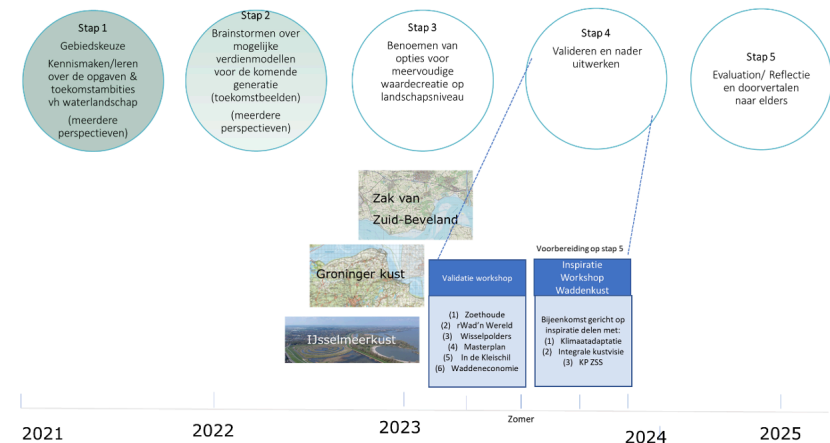 Stap 1
Gebiedskeuze
Kennismaken/leren
over de opgaven &
toekomstambities
vh waterlandschap
(meerdere
perspectieven)
Stap 2
Brainstormen over
mogelijke
verdienmodellen
voor de komende
generatie
(toekomstbeelden)
(meerdere
perspectieven)
Stap 3
Benoemen van
opties voor
meervoudige
waardecreatie op
landschapsniveau
Stap 4
Valideren en nader
uitwerken
Stap 5
Evaluation/ Reflectie
en doorvertalen
naar elders
Zak van
Zuid-Beveland
Groninger kust
IJsselmeerkust
Validatie workshop
(1) Zoethoude
(2) rWad'n Wereld
(3) Wisselpolders
(4) Masterplan
(5) In de Kleischil
(6) Waddeneconomie
Voorbereiding op stap 5
Inspiratie
Workshop
Waddenkust
Bijeenkomst gericht op
inspiratie delen met:
(1) Klimaatadaptatie
(2) Integrale kustvisie
(3) KP ZSS
Zomer
2021
2022
2023
2024
2025